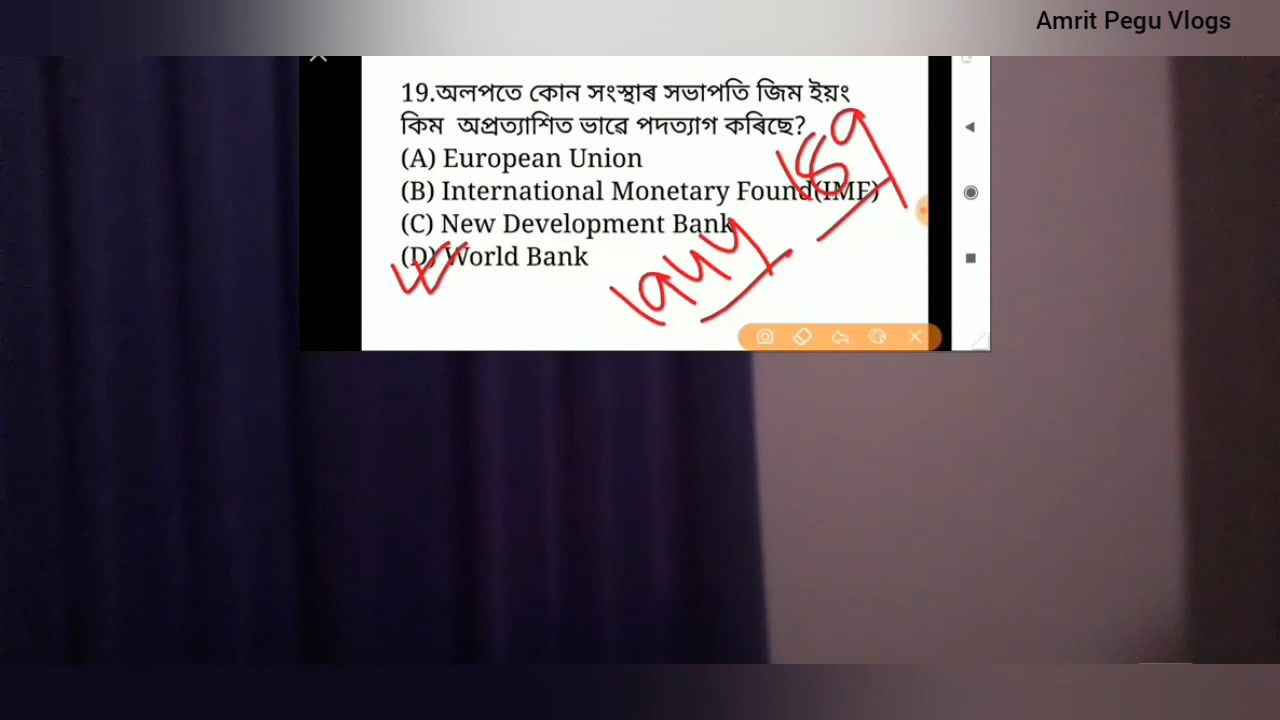 Amrit Pegu Vlogs
19.অলপতে কোন সংস্থাৰ সভাপতি জিম ইয়ং
কিম অপ্ৰত্যাশিত ভাৱে পদত্যাগ কৰিছে?
(A) European Union
(B) International Monetary Found(IMF)
(C) New Development Bank
(D) World Bank
189
1944